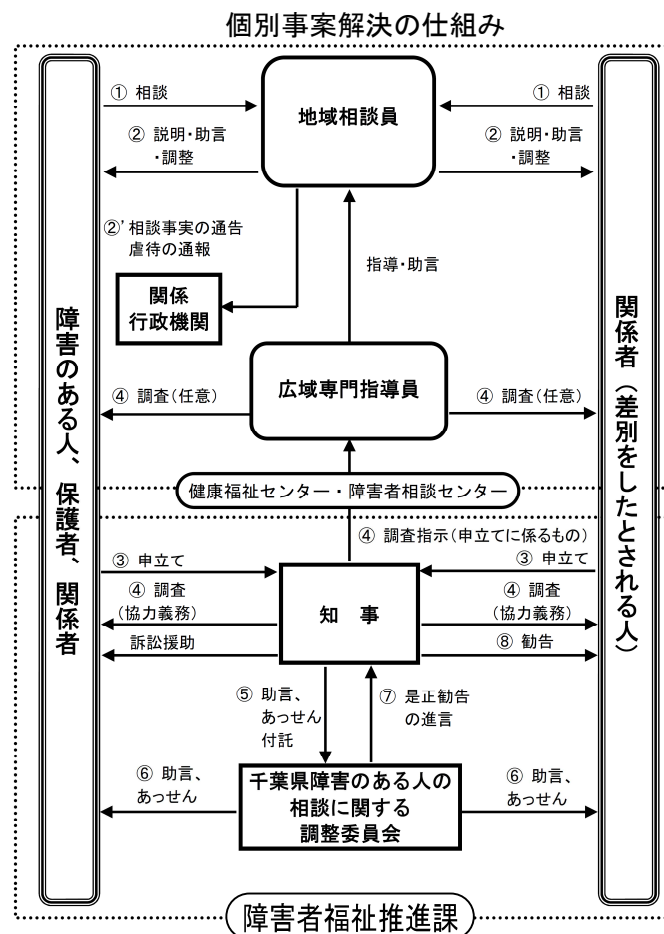 個別事案解決の仕組み
① 相談
① 相談
地域相談員
② 説明・助言
・調整
② 説明・助言
・調整
②' 相談事実の通告
虐待の通報
指導・助言
関係
行政機関
障害のある人、保護者、関係者
関係者（差別をしたとされる人）
広域専門指導員
④ 調査（任意）
④ 調査（任意）
健康福祉センター・障害者相談センター
④ 調査指示（申立てに係るもの）
③ 申立て
③ 申立て
④ 調査
（協力義務）
知　事
④ 調査
（協力義務）
訴訟援助
⑧ 勧告
⑤ 助言、
あっせん
付託
⑦ 是正勧告
の進言
⑥ 助言、
あっせん
千葉県障害のある人の
相談に関する
調整委員会
⑥ 助言、
あっせん
障害者福祉推進課